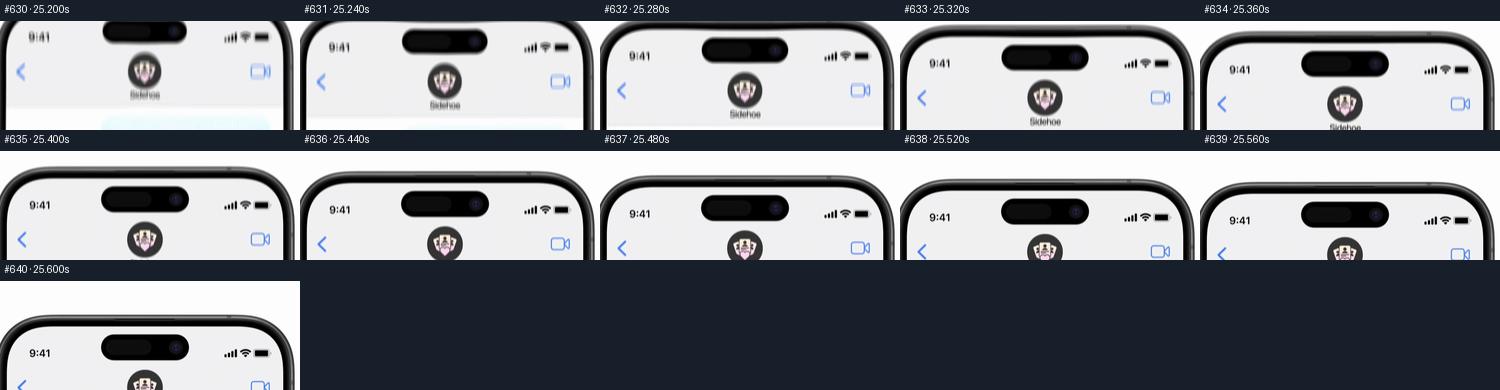 #630 · 25.200s
9:41
Sidehoe
#631 · 25.240s
9:41
Sidehoe
#632 · 25.280s
9:41
Sidehoe
#633 · 25.320s
9:41
Sidehoe
#634 · 25.360s
9:41
Sidehoe
#635 · 25.400s
9:41
#636 · 25.440s
9:41
#637 · 25.480s
9:41
#638 · 25.520s
9:41
#639 · 25.560s
9:41
#640 · 25.600s
9:41